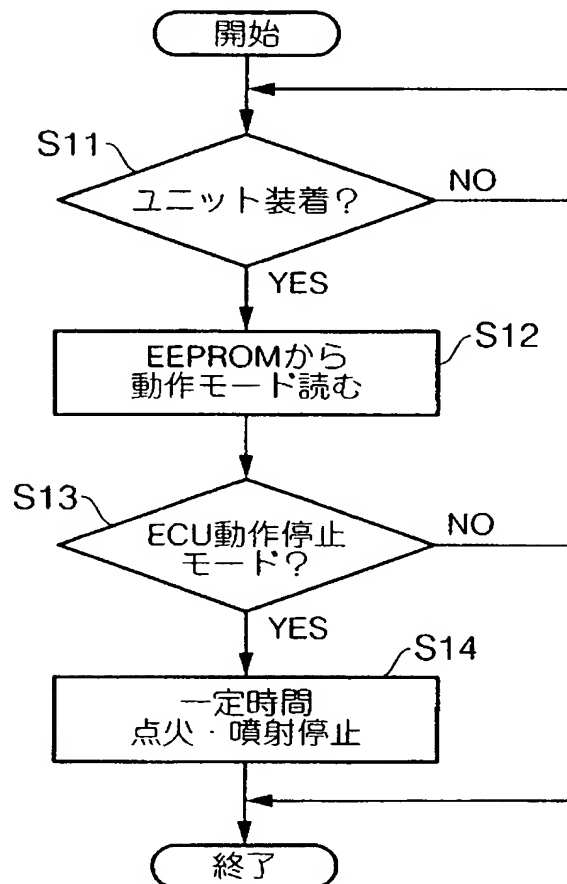 開始
S11
ユニット装着?
NO
YES
S12
EEPROMから
動作モード読む
S13
ECU動作停止
モード?
NO
YES
S14
一定時間
点火・噴射停止
終了